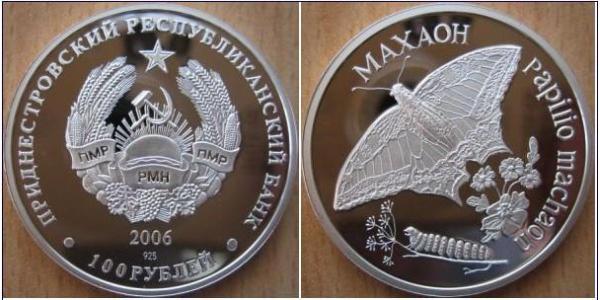 ПРИДНЕСТРОВСКИЙ РЕСПУБЛИКАНСКИЙ БАНК
ПМР
ПМР
РМН
2006
925
100 РУБЛЕЙ
МАХАОН
Papilio machaon